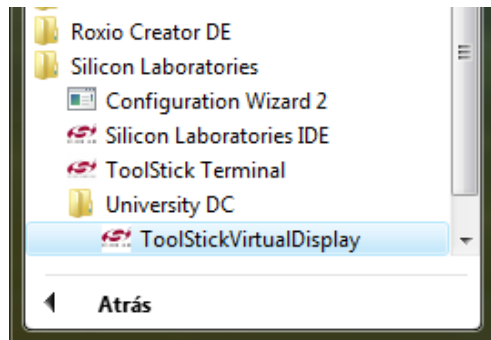 Roxio Creator DE
Silicon Laboratories
Configuration Wizard 2
Silicon Laboratories IDE
ToolStick Terminal
University DC
ToolStickVirtualDisplay
Atrás